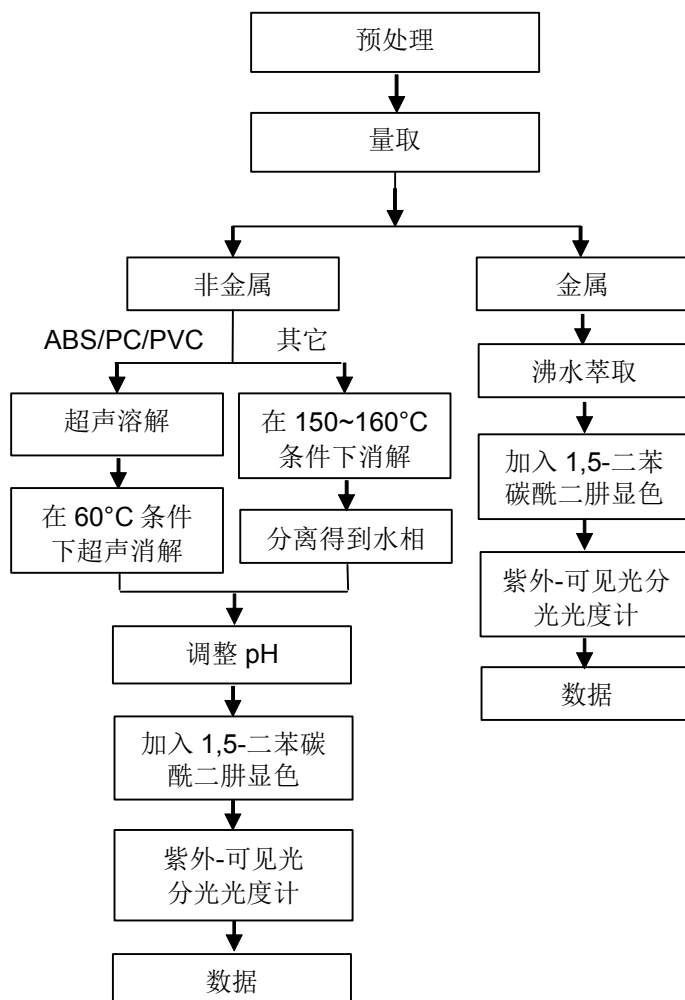 预处理
量取
非金属
金属
ABS/PC/PVC
其它
沸水萃取
超声溶解
在 150~160°C
条件下消解
加入 1,5-二苯
碳酰二肼显色
在 60°C 条件
下超声消解
分离得到水相
紫外-可见光分
光光度计
调整 pH
数据
加入 1,5-二苯碳
酰二肼显色
紫外-可见光
分光光度计
数据